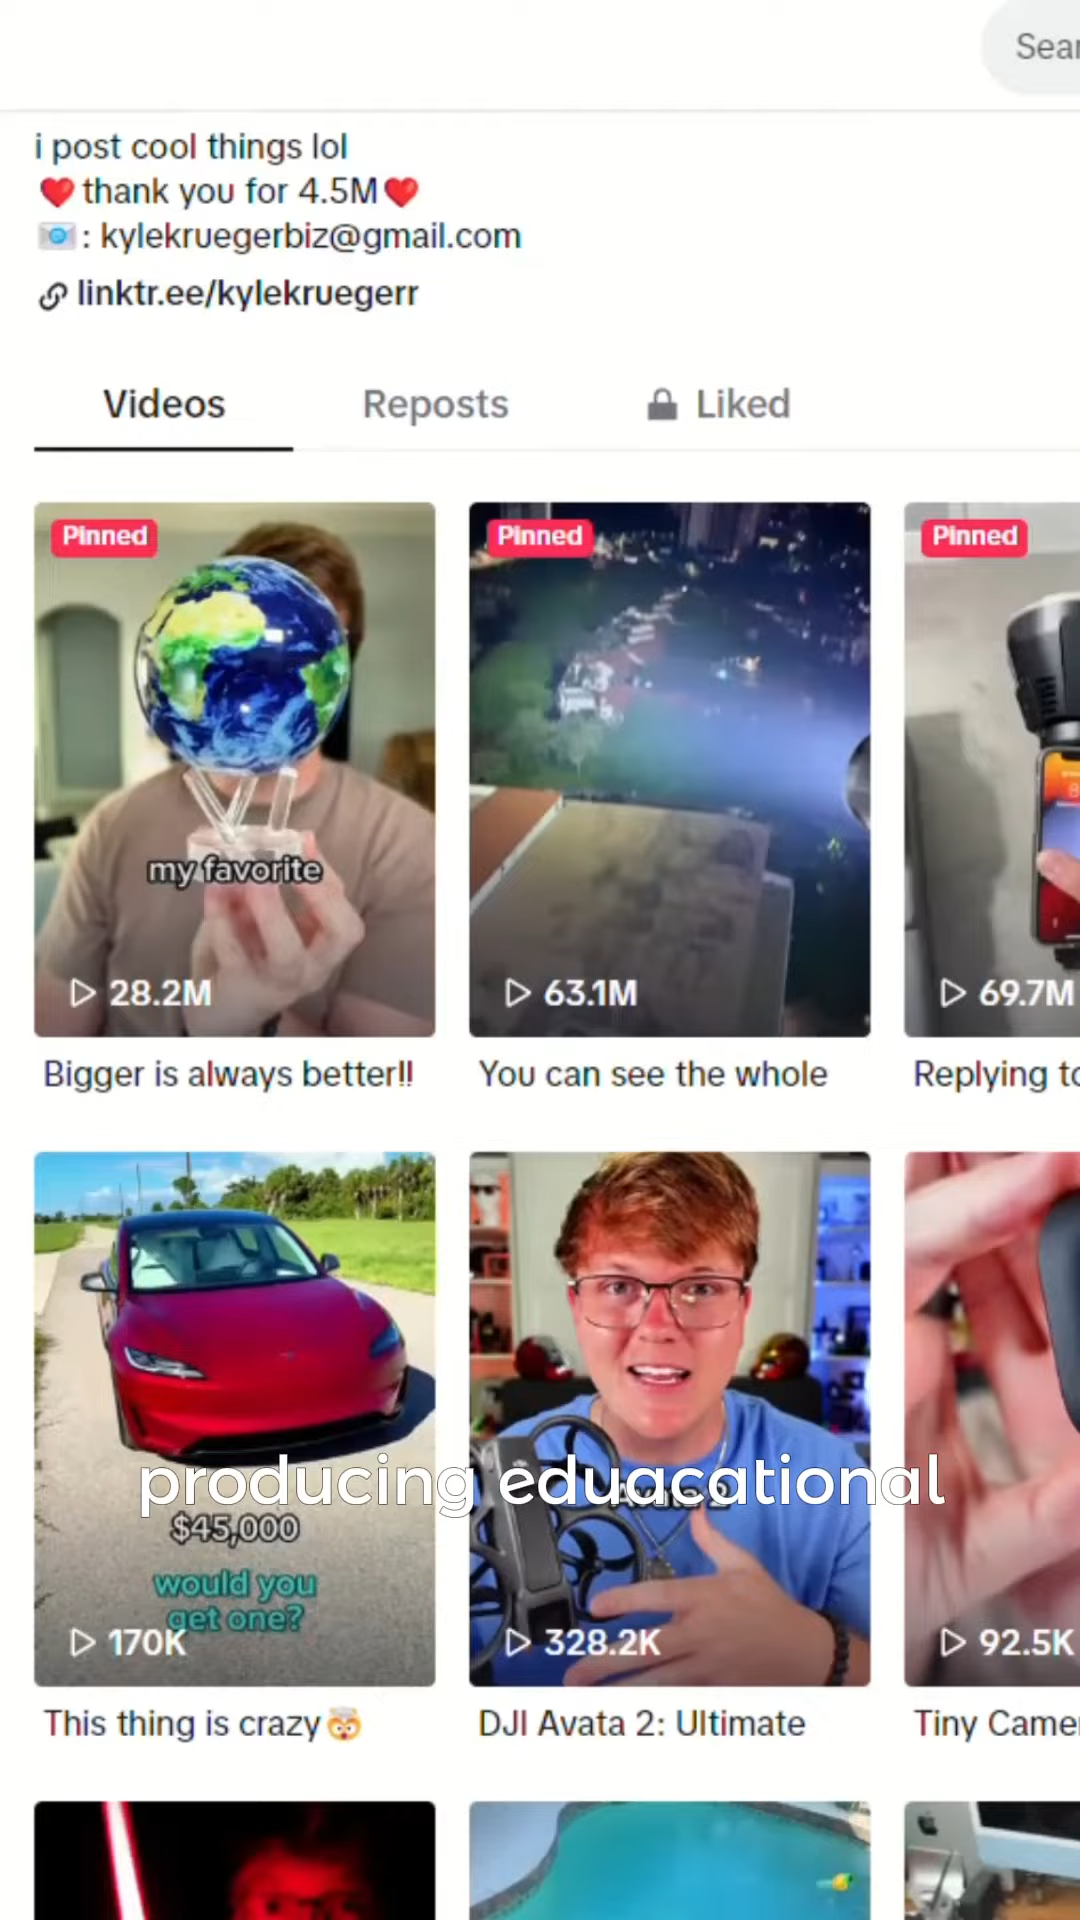 Sear
i post cool things lol
❤️ thank you for 4.5M ❤️
📧 : kylekruegerbiz@gmail.com
linktr.ee/kylekruegerr
Videos Reposts Liked
Pinned Pinned Pinned
my favorite
28.2M 63.1M 69.7M
Bigger is always better!! You can see the whole Replying to
producing eduacational
Avata 2
$45,000
would you
get one?
170K 328.2K 92.5K
This thing is crazy🤯 DJI Avata 2: Ultimate Tiny Came